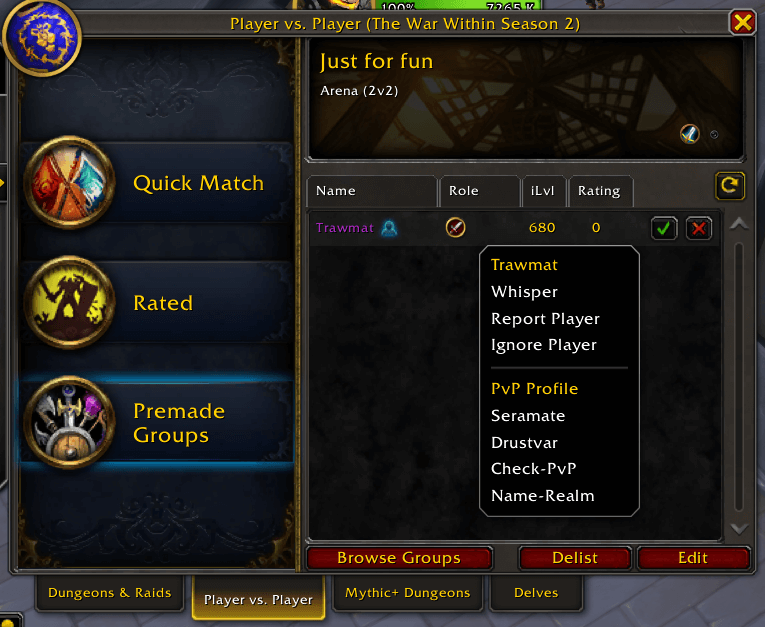 100%
7265 K
Player vs. Player (The War Within Season 2)
Just for fun
Arena (2v2)
Quick Match
Rated
Premade
Groups
Name
Role
iLvl
Rating
Trawmat
680
0
Trawmat
Whisper
Report Player
Ignore Player
PvP Profile
Seramate
Drustvar
Check-PvP
Name-Realm
Browse Groups
Delist
Edit
Dungeons & Raids
Player vs. Player
Mythic+ Dungeons
Delves